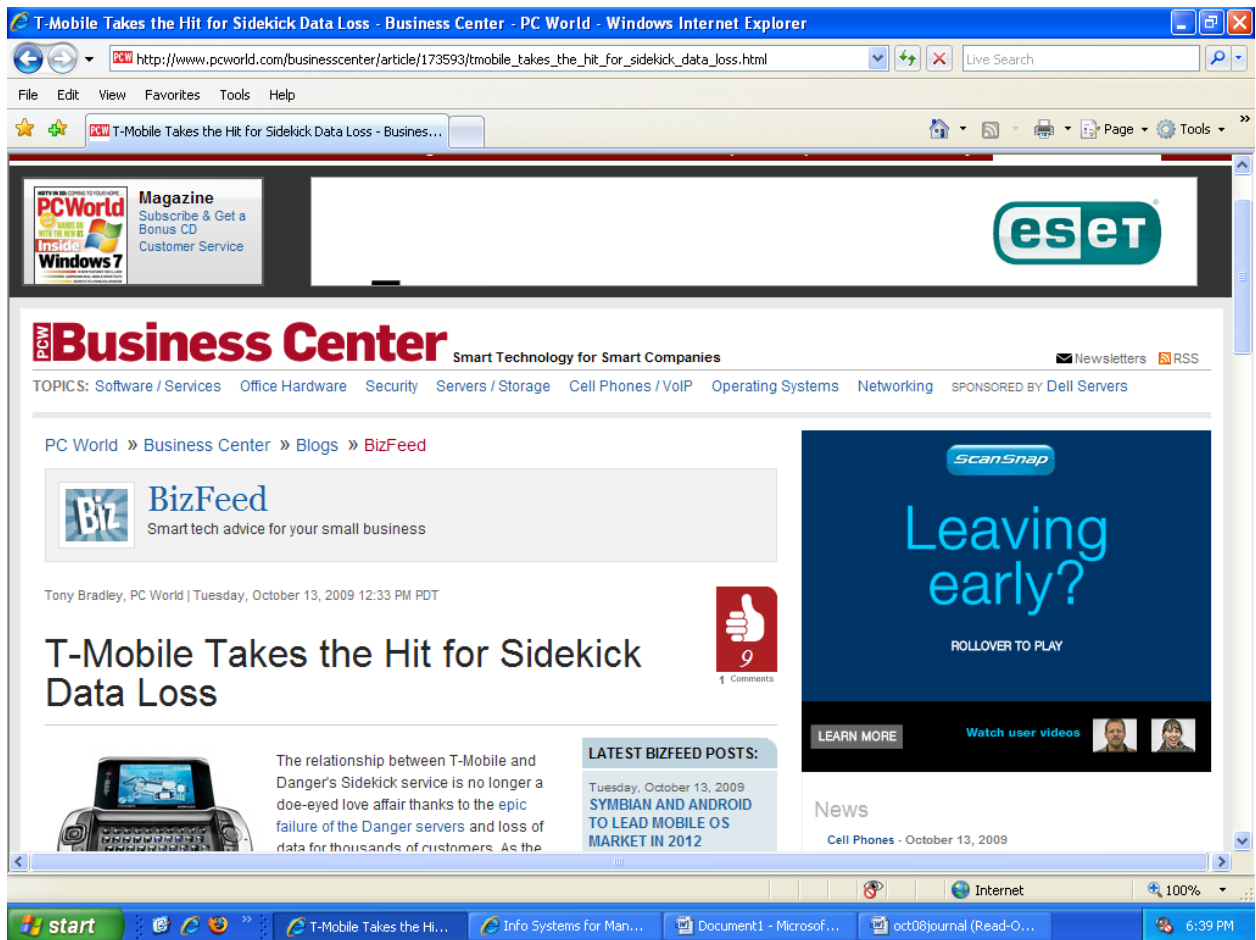 T-Mobile Takes the Hit for Sidekick Data Loss - Business Center - PC World - Windows Internet Explorer
http://www.pcworld.com/businesscenter/article/173593/tmobile_takes_the_hit_for_sidekick_data_loss.html
Live Search
File Edit View Favorites Tools Help
T-Mobile Takes the Hit for Sidekick Data Loss - Busines...
Page Tools
PCWorld
Inside
Windows 7
Magazine
Subscribe & Get a
Bonus CD
Customer Service
eset
PCW Business Center Smart Technology for Smart Companies
Newsletters RSS
TOPICS: Software / Services Office Hardware Security Servers / Storage Cell Phones / VoIP Operating Systems Networking SPONSORED BY Dell Servers
PC World » Business Center » Blogs » BizFeed
Biz
BizFeed
Smart tech advice for your small business
Tony Bradley, PC World | Tuesday, October 13, 2009 12:33 PM PDT
T-Mobile Takes the Hit for Sidekick
Data Loss
9
1 Comments
The relationship between T-Mobile and
Danger's Sidekick service is no longer a
doe-eyed love affair thanks to the epic
failure of the Danger servers and loss of
data for thousands of customers. As the
LATEST BIZFEED POSTS:
Tuesday, October 13, 2009
SYMBIAN AND ANDROID
TO LEAD MOBILE OS
MARKET IN 2012
ScanSnap
Leaving
early?
ROLLOVER TO PLAY
LEARN MORE
Watch user videos
News
Cell Phones - October 13, 2009
Internet
100%
start
T-Mobile Takes the Hi...
Info Systems for Man...
Document1 - Microsof...
oct08journal (Read-O...
6:39 PM